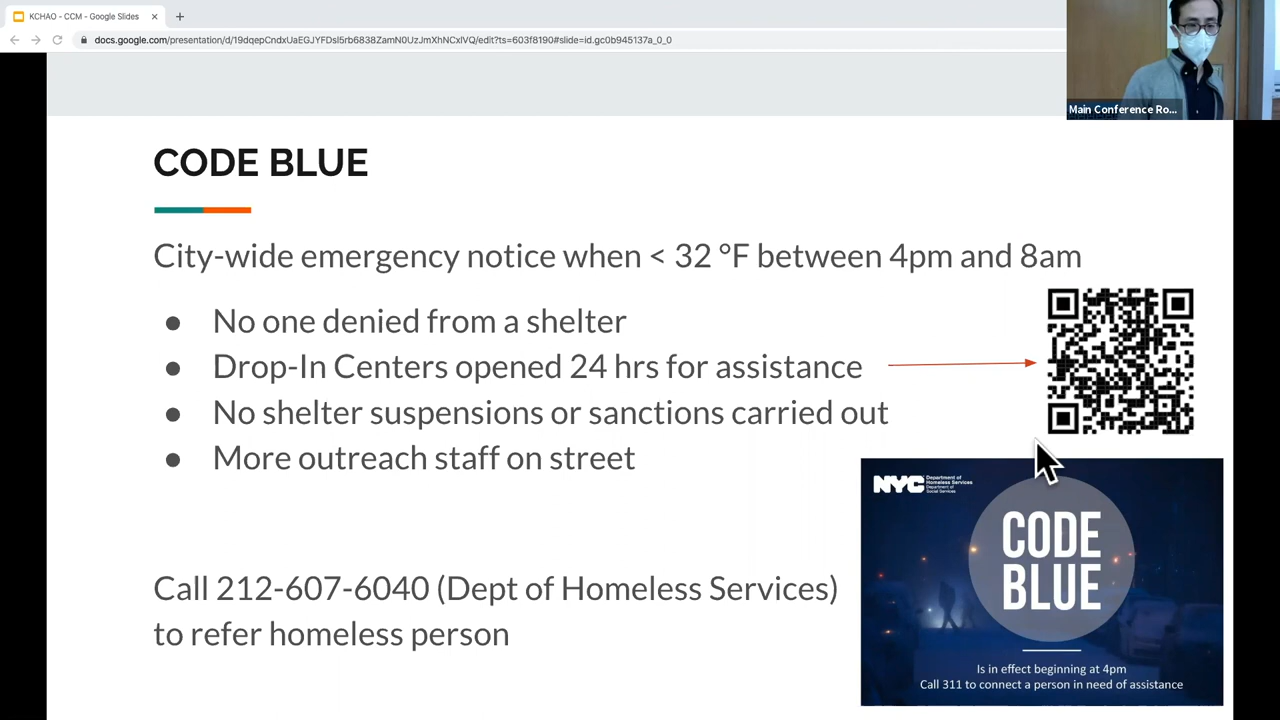 KCHAO - CCM - Google Slides
docs.google.com/presentation/d/19dqepCndxUaEGJYFDsl5rb6838ZamN0UzJmXhNCxlVQ/edit?ts=603f8190#slide=id.gc0b945137a_0_0
Main Conference Ro...
CODE BLUE
City-wide emergency notice when < 32 °F between 4pm and 8am
● No one denied from a shelter
● Drop-In Centers opened 24 hrs for assistance
● No shelter suspensions or sanctions carried out
● More outreach staff on street
Call 212-607-6040 (Dept of Homeless Services)
to refer homeless person
NYC
Department of
Homeless Services
Department of
Social Services
CODE
BLUE
Is in effect beginning at 4pm
Call 311 to connect a person in need of assistance